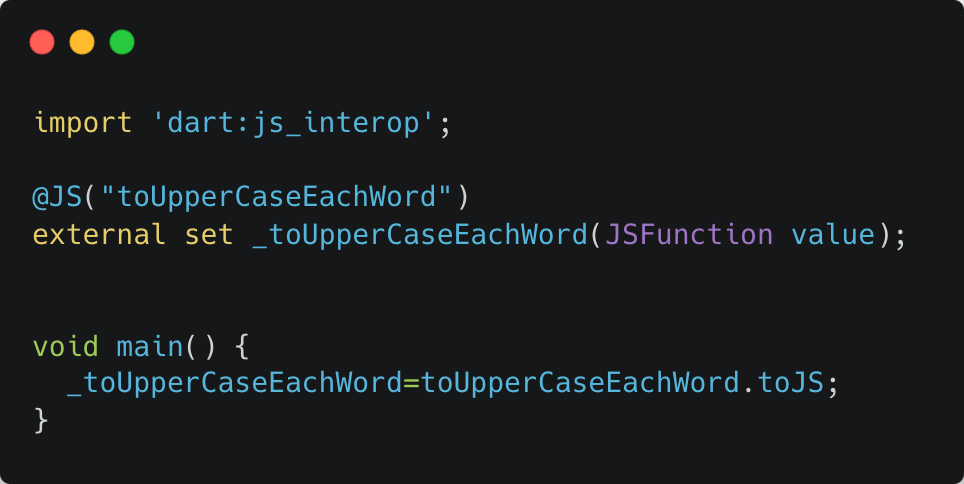 import 'dart:js_interop';
@JS("toUpperCaseEachWord")
external set _toUpperCaseEachWord(JSFunction value);
void main() {
  _toUpperCaseEachWord=toUpperCaseEachWord.toJS;
}